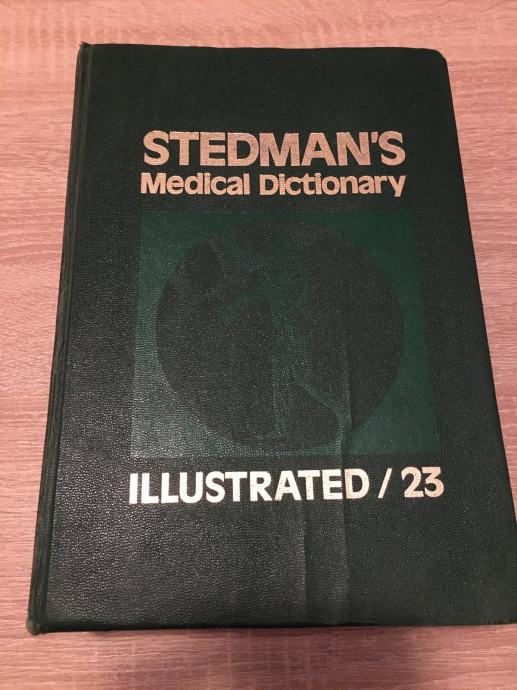 STEDMAN'S
Medical Dictionary
ILLUSTRATED / 23